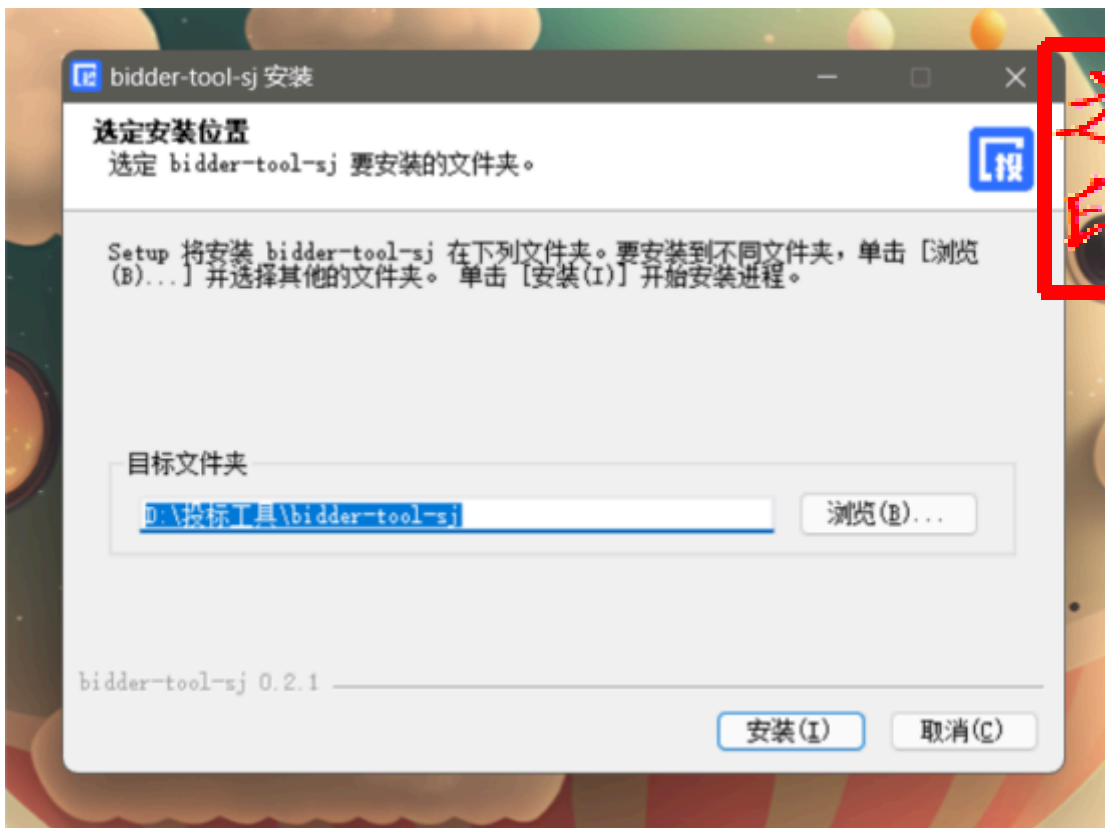 bidder-tool-sj 安装
选定安装位置
选定 bidder-tool-sj 要安装的文件夹。
投
Setup 将安装 bidder-tool-sj 在下列文件夹。要安装到不同文件夹，单击 [浏览
(B)...] 并选择其他的文件夹。 单击 [安装(I)] 开始安装进程。
目标文件夹
D:\投标工具\bidder-tool-sj
浏览(B)...
bidder-tool-sj 0.2.1
安装(I)
取消(C)